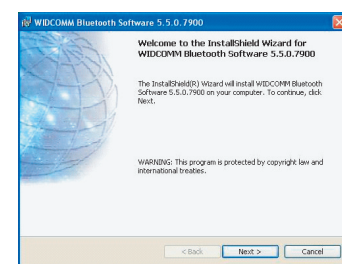 WIDCOMM Bluetooth Software 5.5.0.7900
Welcome to the InstallShield Wizard for
WIDCOMM Bluetooth Software 5.5.0.7900
The InstallShield(R) Wizard will install WIDCOMM Bluetooth
Software 5.5.0.7900 on your computer. To continue, click
Next.
WARNING: This program is protected by copyright law and
international treaties.
< Back
Next >
Cancel